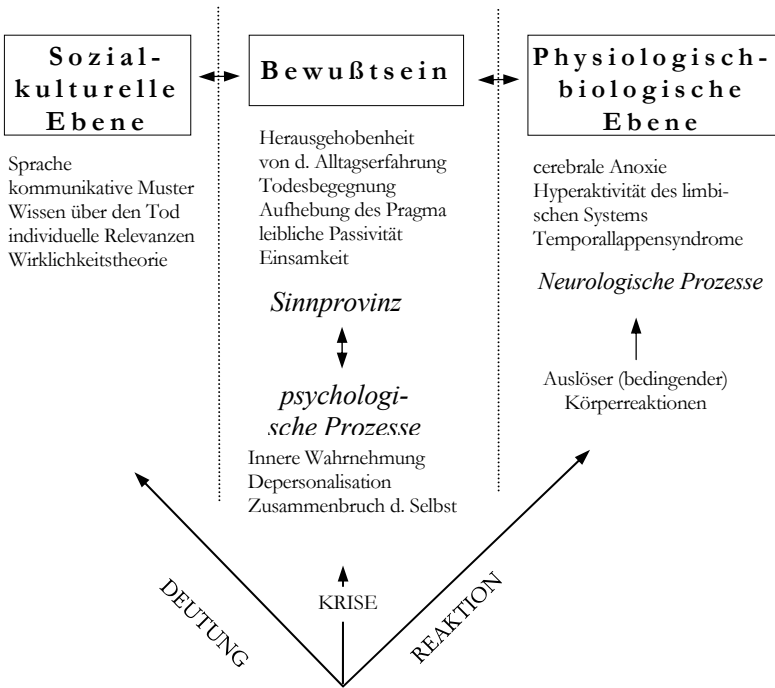 Sozial-
kulturelle
Ebene
Sprache
kommunikative Muster
Wissen über den Tod
individuelle Relevanzen
Wirklichkeitstheorie
Bewußtsein
Herausgehobenheit
von d. Alltagserfahrung
Todesbegegnung
Aufhebung des Pragma
leibliche Passivität
Einsamkeit
Sinnprovinz
psychologi-
sche Prozesse
Innere Wahrnehmung
Depersonalisation
Zusammenbruch d. Selbst
Physiologisch-
biologische
Ebene
cerebrale Anoxie
Hyperaktivität des limbi-
schen Systems
Temporallappensyndrome
Neurologische Prozesse
Auslöser (bedingender)
Körperreaktionen
DEUTUNG
KRISE
REAKTION